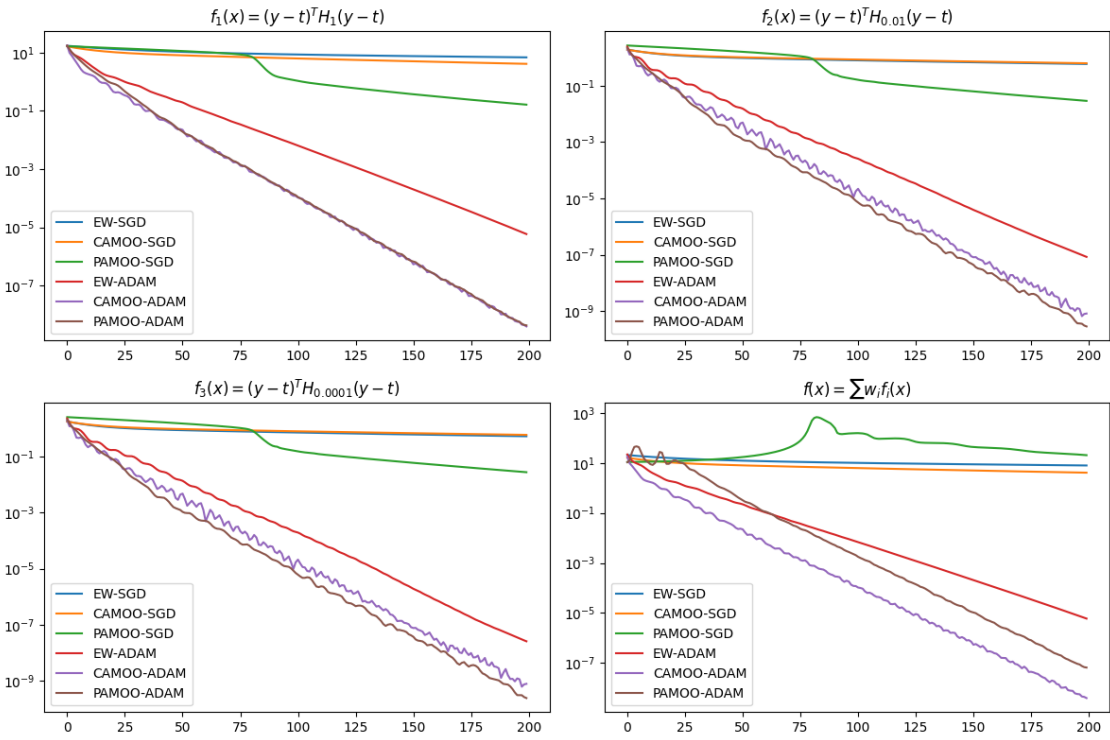 f₁(x) = (y − t)ᵀH₁(y − t)
10¹
10⁻¹
10⁻³
10⁻⁵
10⁻⁷
EW-SGD
CAMOO-SGD
PAMOO-SGD
EW-ADAM
CAMOO-ADAM
PAMOO-ADAM
0 25 50 75 100 125 150 175 200
f₂(x) = (y − t)ᵀH₀.₀₁(y − t)
10⁻¹
10⁻³
10⁻⁵
10⁻⁷
10⁻⁹
EW-SGD
CAMOO-SGD
PAMOO-SGD
EW-ADAM
CAMOO-ADAM
PAMOO-ADAM
0 25 50 75 100 125 150 175 200
f₃(x) = (y − t)ᵀH₀.₀₀₀₁(y − t)
10⁻¹
10⁻³
10⁻⁵
10⁻⁷
10⁻⁹
EW-SGD
CAMOO-SGD
PAMOO-SGD
EW-ADAM
CAMOO-ADAM
PAMOO-ADAM
0 25 50 75 100 125 150 175 200
f(x) = ∑wᵢfᵢ(x)
10³
10¹
10⁻¹
10⁻³
10⁻⁵
10⁻⁷
EW-SGD
CAMOO-SGD
PAMOO-SGD
EW-ADAM
CAMOO-ADAM
PAMOO-ADAM
0 25 50 75 100 125 150 175 200